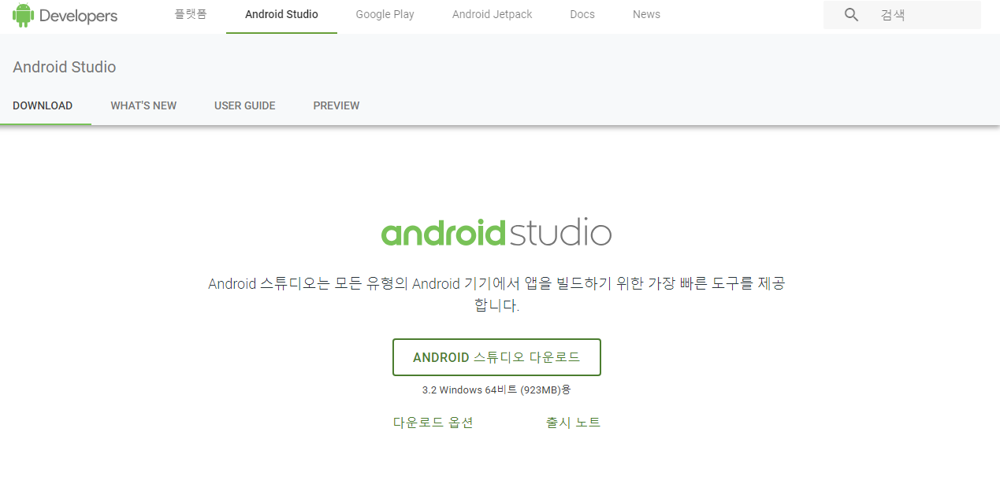 Developers 플랫폼 Android Studio Google Play Android Jetpack Docs News 검색
Android Studio
DOWNLOAD WHAT'S NEW USER GUIDE PREVIEW
androidstudio
Android 스튜디오는 모든 유형의 Android 기기에서 앱을 빌드하기 위한 가장 빠른 도구를 제공
합니다.
ANDROID 스튜디오 다운로드
3.2 Windows 64비트 (923MB)용
다운로드 옵션 출시 노트